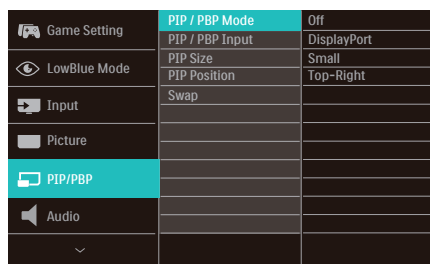 Game Setting
LowBlue Mode
Input
Picture
PIP/PBP
Audio
PIP / PBP Mode
PIP / PBP Input
PIP Size
PIP Position
Swap
Off
DisplayPort
Small
Top-Right